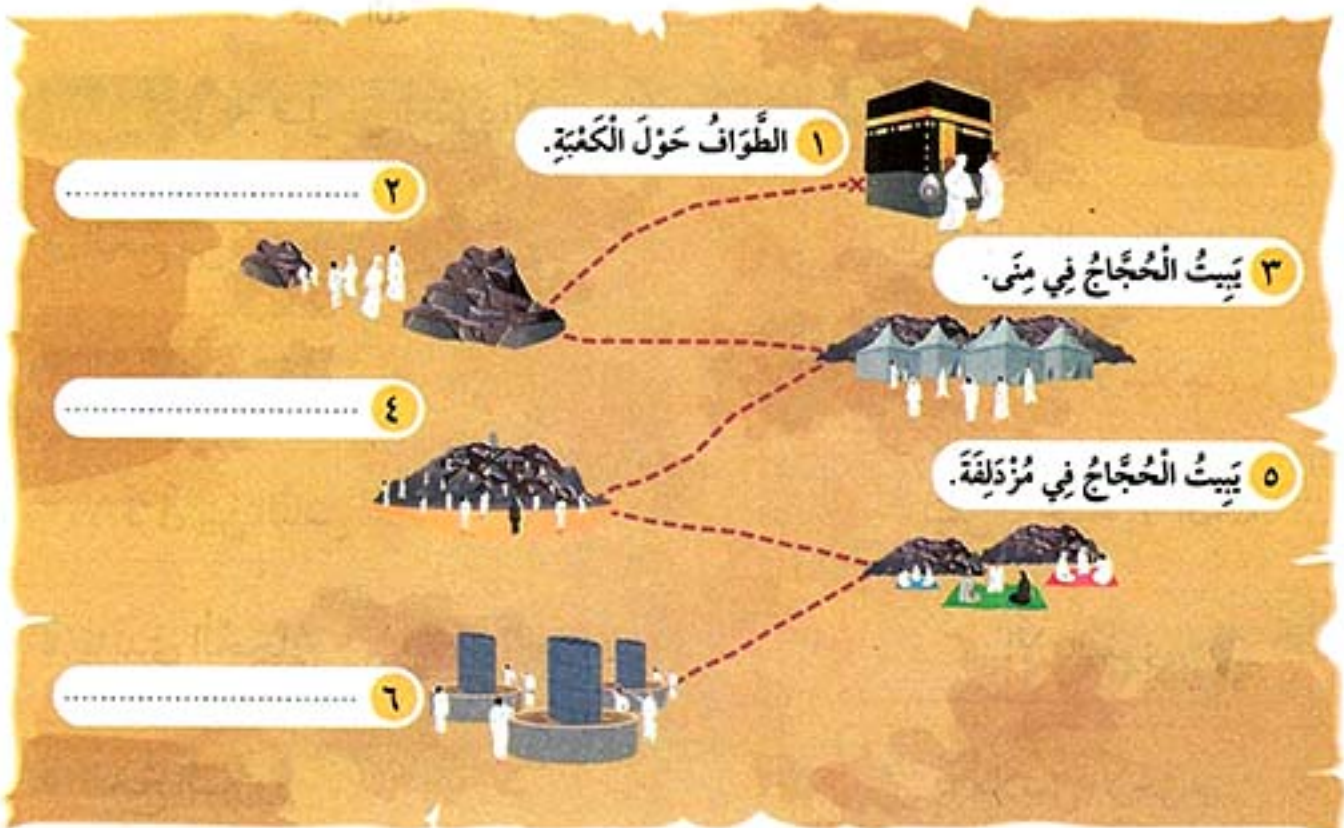 ١ الطَّوَافُ حَوْلَ الْكَعْبَةِ.
٢ ........................................
٣ يَبِيتُ الْحُجَّاجُ فِي مِنَى.
٤ ........................................
٥ يَبِيتُ الْحُجَّاجُ فِي مُزْدَلِفَةَ.
٦ ........................................